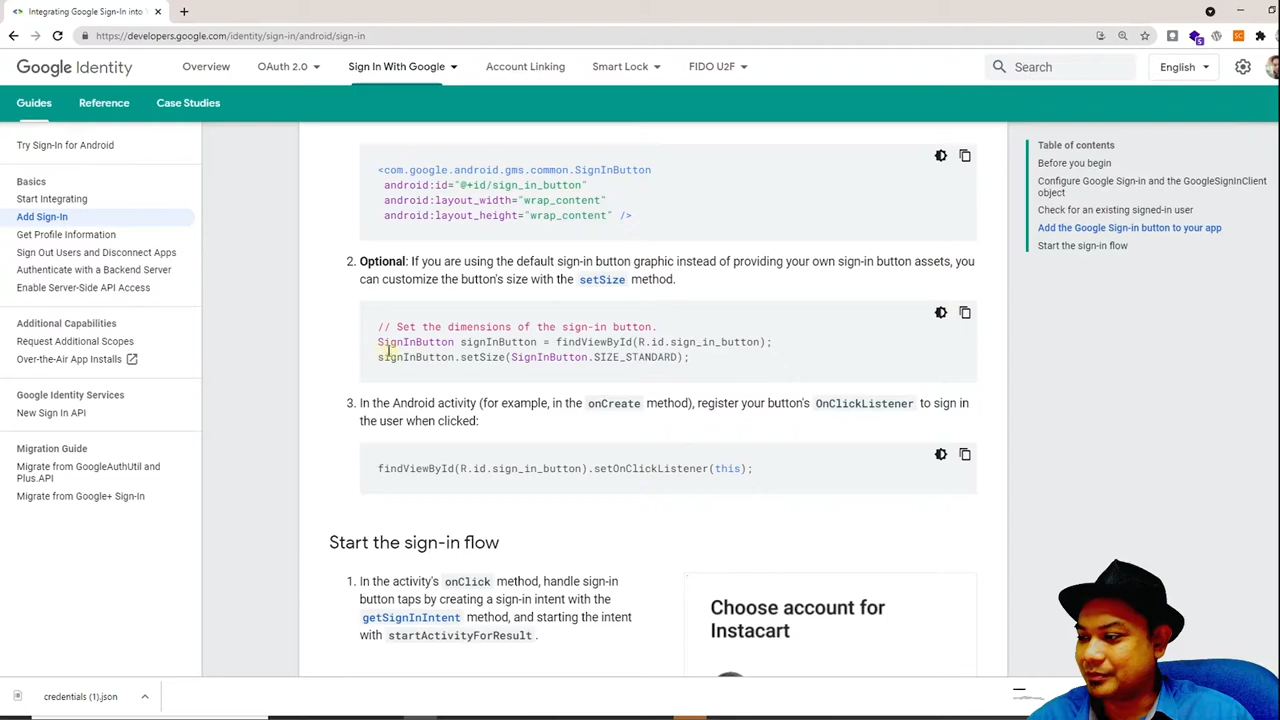 Integrating Google Sign-In into Y
https://developers.google.com/identity/sign-in/android/sign-in
Google Identity
Overview
OAuth 2.0
Sign In With Google
Account Linking
Smart Lock
FIDO U2F
Search
English
Guides
Reference
Case Studies
Try Sign-In for Android
Basics
Start Integrating
Add Sign-In
Get Profile Information
Sign Out Users and Disconnect Apps
Authenticate with a Backend Server
Enable Server-Side API Access
Additional Capabilities
Request Additional Scopes
Over-the-Air App Installs
Google Identity Services
New Sign In API
Migration Guide
Migrate from GoogleAuthUtil and
Plus.API
Migrate from Google+ Sign-In
<com.google.android.gms.common.SignInButton
android:id="@+id/sign_in_button"
android:layout_width="wrap_content"
android:layout_height="wrap_content" />
2. Optional: If you are using the default sign-in button graphic instead of providing your own sign-in button assets, you
can customize the button's size with the setSize method.
// Set the dimensions of the sign-in button.
SignInButton signInButton = findViewById(R.id.sign_in_button);
signInButton.setSize(SignInButton.SIZE_STANDARD);
3. In the Android activity (for example, in the onCreate method), register your button's OnClickListener to sign in
the user when clicked:
findViewById(R.id.sign_in_button).setOnClickListener(this);
Start the sign-in flow
1. In the activity's onClick method, handle sign-in
button taps by creating a sign-in intent with the
getSignInIntent method, and starting the intent
with startActivityForResult.
Choose account for
Instacart
Table of contents
Before you begin
Configure Google Sign-in and the GoogleSignInClient
object
Check for an existing signed-in user
Add the Google Sign-in button to your app
Start the sign-in flow
credentials (1).json